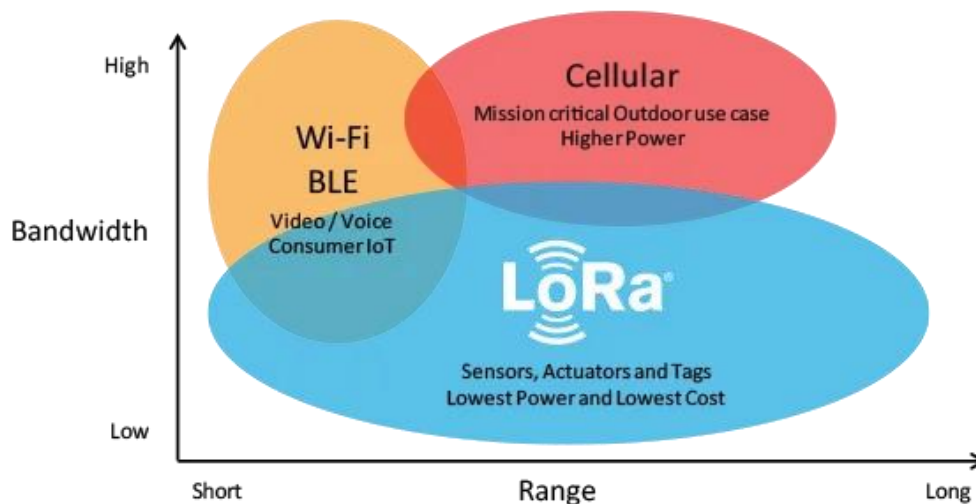 High
Bandwidth
Low
Wi-Fi
BLE
Video / Voice
Consumer IoT
Cellular
Mission critical Outdoor use case
Higher Power
LoRa®
Sensors, Actuators and Tags
Lowest Power and Lowest Cost
Short
Range
Long